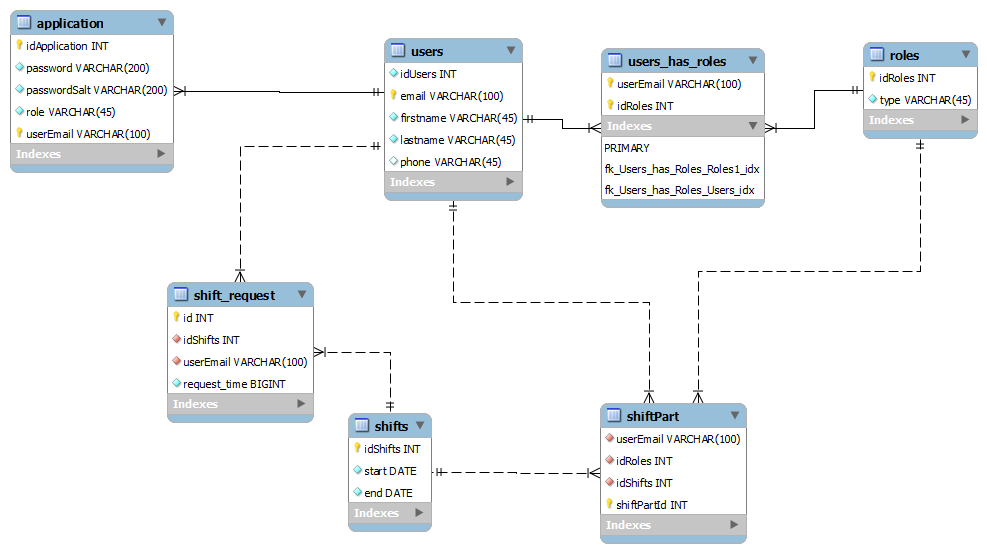 application
idApplication INT
password VARCHAR(200)
passwordSalt VARCHAR(200)
role VARCHAR(45)
userEmail VARCHAR(100)
Indexes
users
idUsers INT
email VARCHAR(100)
firstname VARCHAR(45)
lastname VARCHAR(45)
phone VARCHAR(45)
Indexes
users_has_roles
userEmail VARCHAR(100)
idRoles INT
Indexes
PRIMARY
fk_Users_has_Roles_Roles1_idx
fk_Users_has_Roles_Users_idx
roles
idRoles INT
type VARCHAR(45)
Indexes
shift_request
id INT
idShifts INT
userEmail VARCHAR(100)
request_time BIGINT
Indexes
shifts
idShifts INT
start DATE
end DATE
Indexes
shiftPart
userEmail VARCHAR(100)
idRoles INT
idShifts INT
shiftPartId INT
Indexes